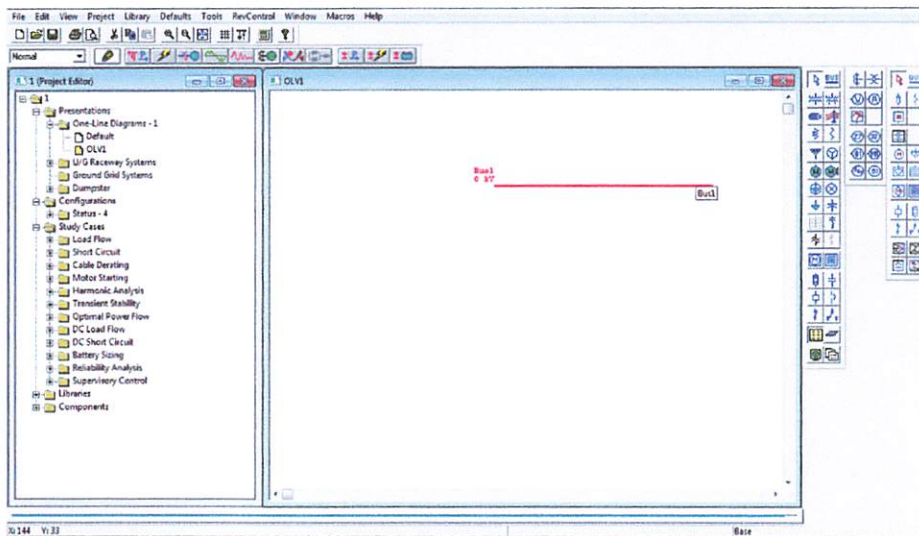 File Edit View Project Library Defaults Tools RevControl Window Macros Help
Normal
1 (Project Editor)
OLV1
1
Presentations
One-Line Diagrams - 1
Default
OLV1
U/G Raceway Systems
Ground Grid Systems
Dumpster
Configurations
Status - 4
Study Cases
Load Flow
Short Circuit
Cable Derating
Motor Starting
Harmonic Analysis
Transient Stability
Optimal Power Flow
DC Load Flow
DC Short Circuit
Battery Sizing
Reliability Analysis
Supervisory Control
Libraries
Components
Bus1
0 kV
Bus1
X: 144 Y: 33
Base